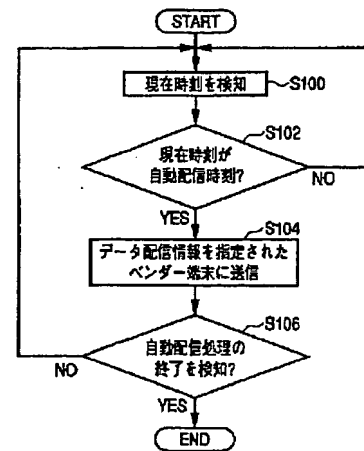 START
現在時刻を検知
S100
S102
現在時刻が
自動配信時刻?
NO
YES
S104
データ配信情報を指定された
ベンダー端末に送信
S106
自動配信処理の
終了を検知?
NO
YES
END